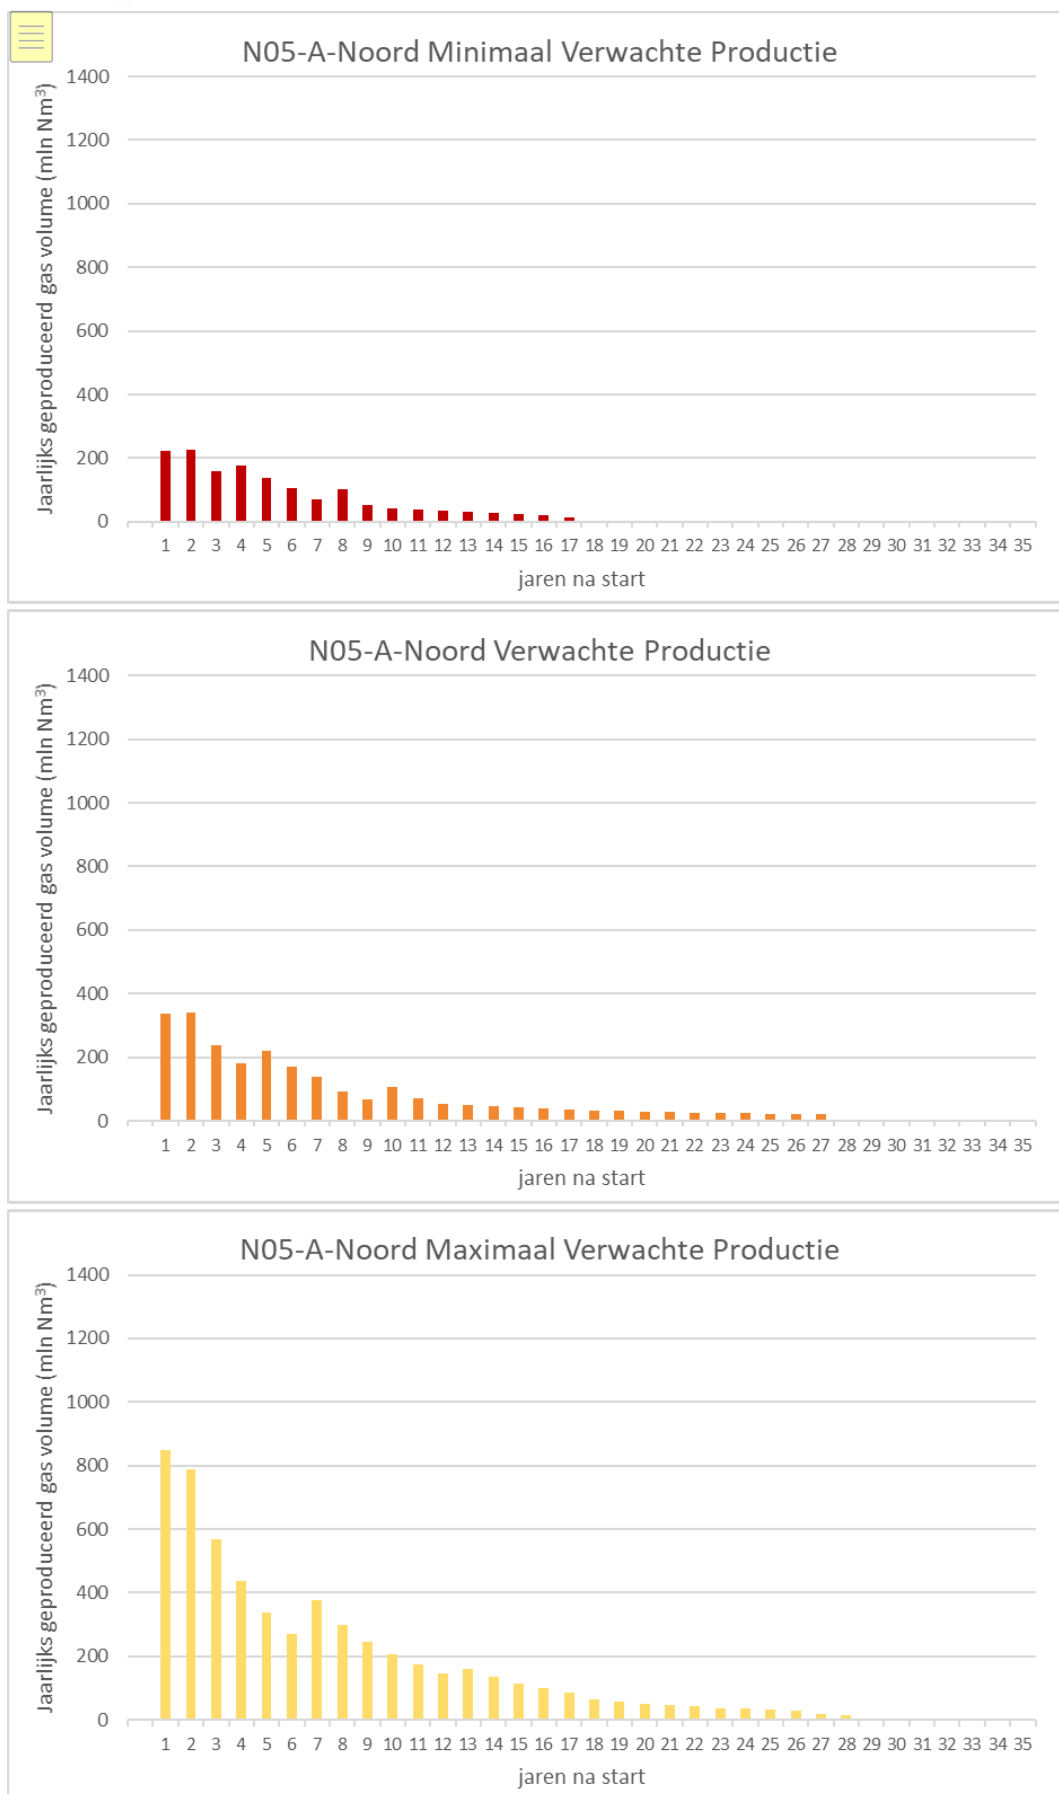 N05-A-Noord Minimaal Verwachte Productie
Jaarlijks geproduceerd gas volume (mln Nm³)
1400
1200
1000
800
600
400
200
0
1 2 3 4 5 6 7 8 9 10 11 12 13 14 15 16 17 18 19 20 21 22 23 24 25 26 27 28 29 30 31 32 33 34 35
jaren na start
N05-A-Noord Verwachte Productie
Jaarlijks geproduceerd gas volume (mln Nm³)
1400
1200
1000
800
600
400
200
0
1 2 3 4 5 6 7 8 9 10 11 12 13 14 15 16 17 18 19 20 21 22 23 24 25 26 27 28 29 30 31 32 33 34 35
jaren na start
N05-A-Noord Maximaal Verwachte Productie
Jaarlijks geproduceerd gas volume (mln Nm³)
1400
1200
1000
800
600
400
200
0
1 2 3 4 5 6 7 8 9 10 11 12 13 14 15 16 17 18 19 20 21 22 23 24 25 26 27 28 29 30 31 32 33 34 35
jaren na start